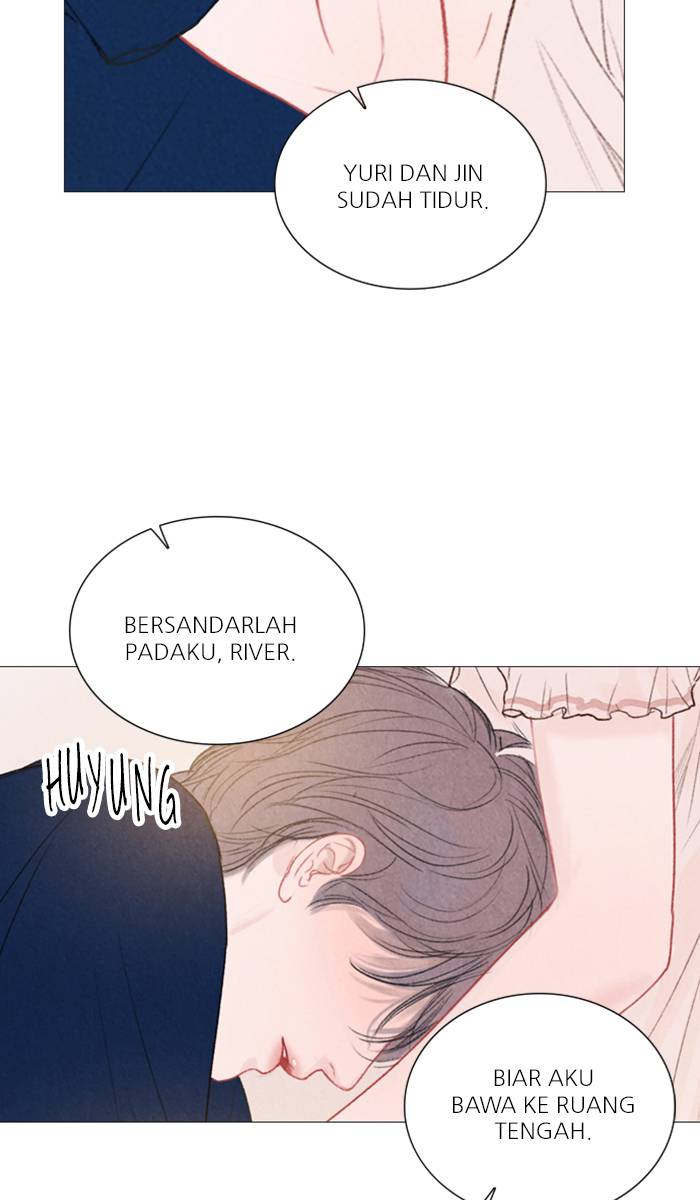 YURI DAN JIN
SUDAH TIDUR.
BERSANDARLAH
PADAKU, RIVER.
HUYUNG
BIAR AKU
BAWA KE RUANG
TENGAH.